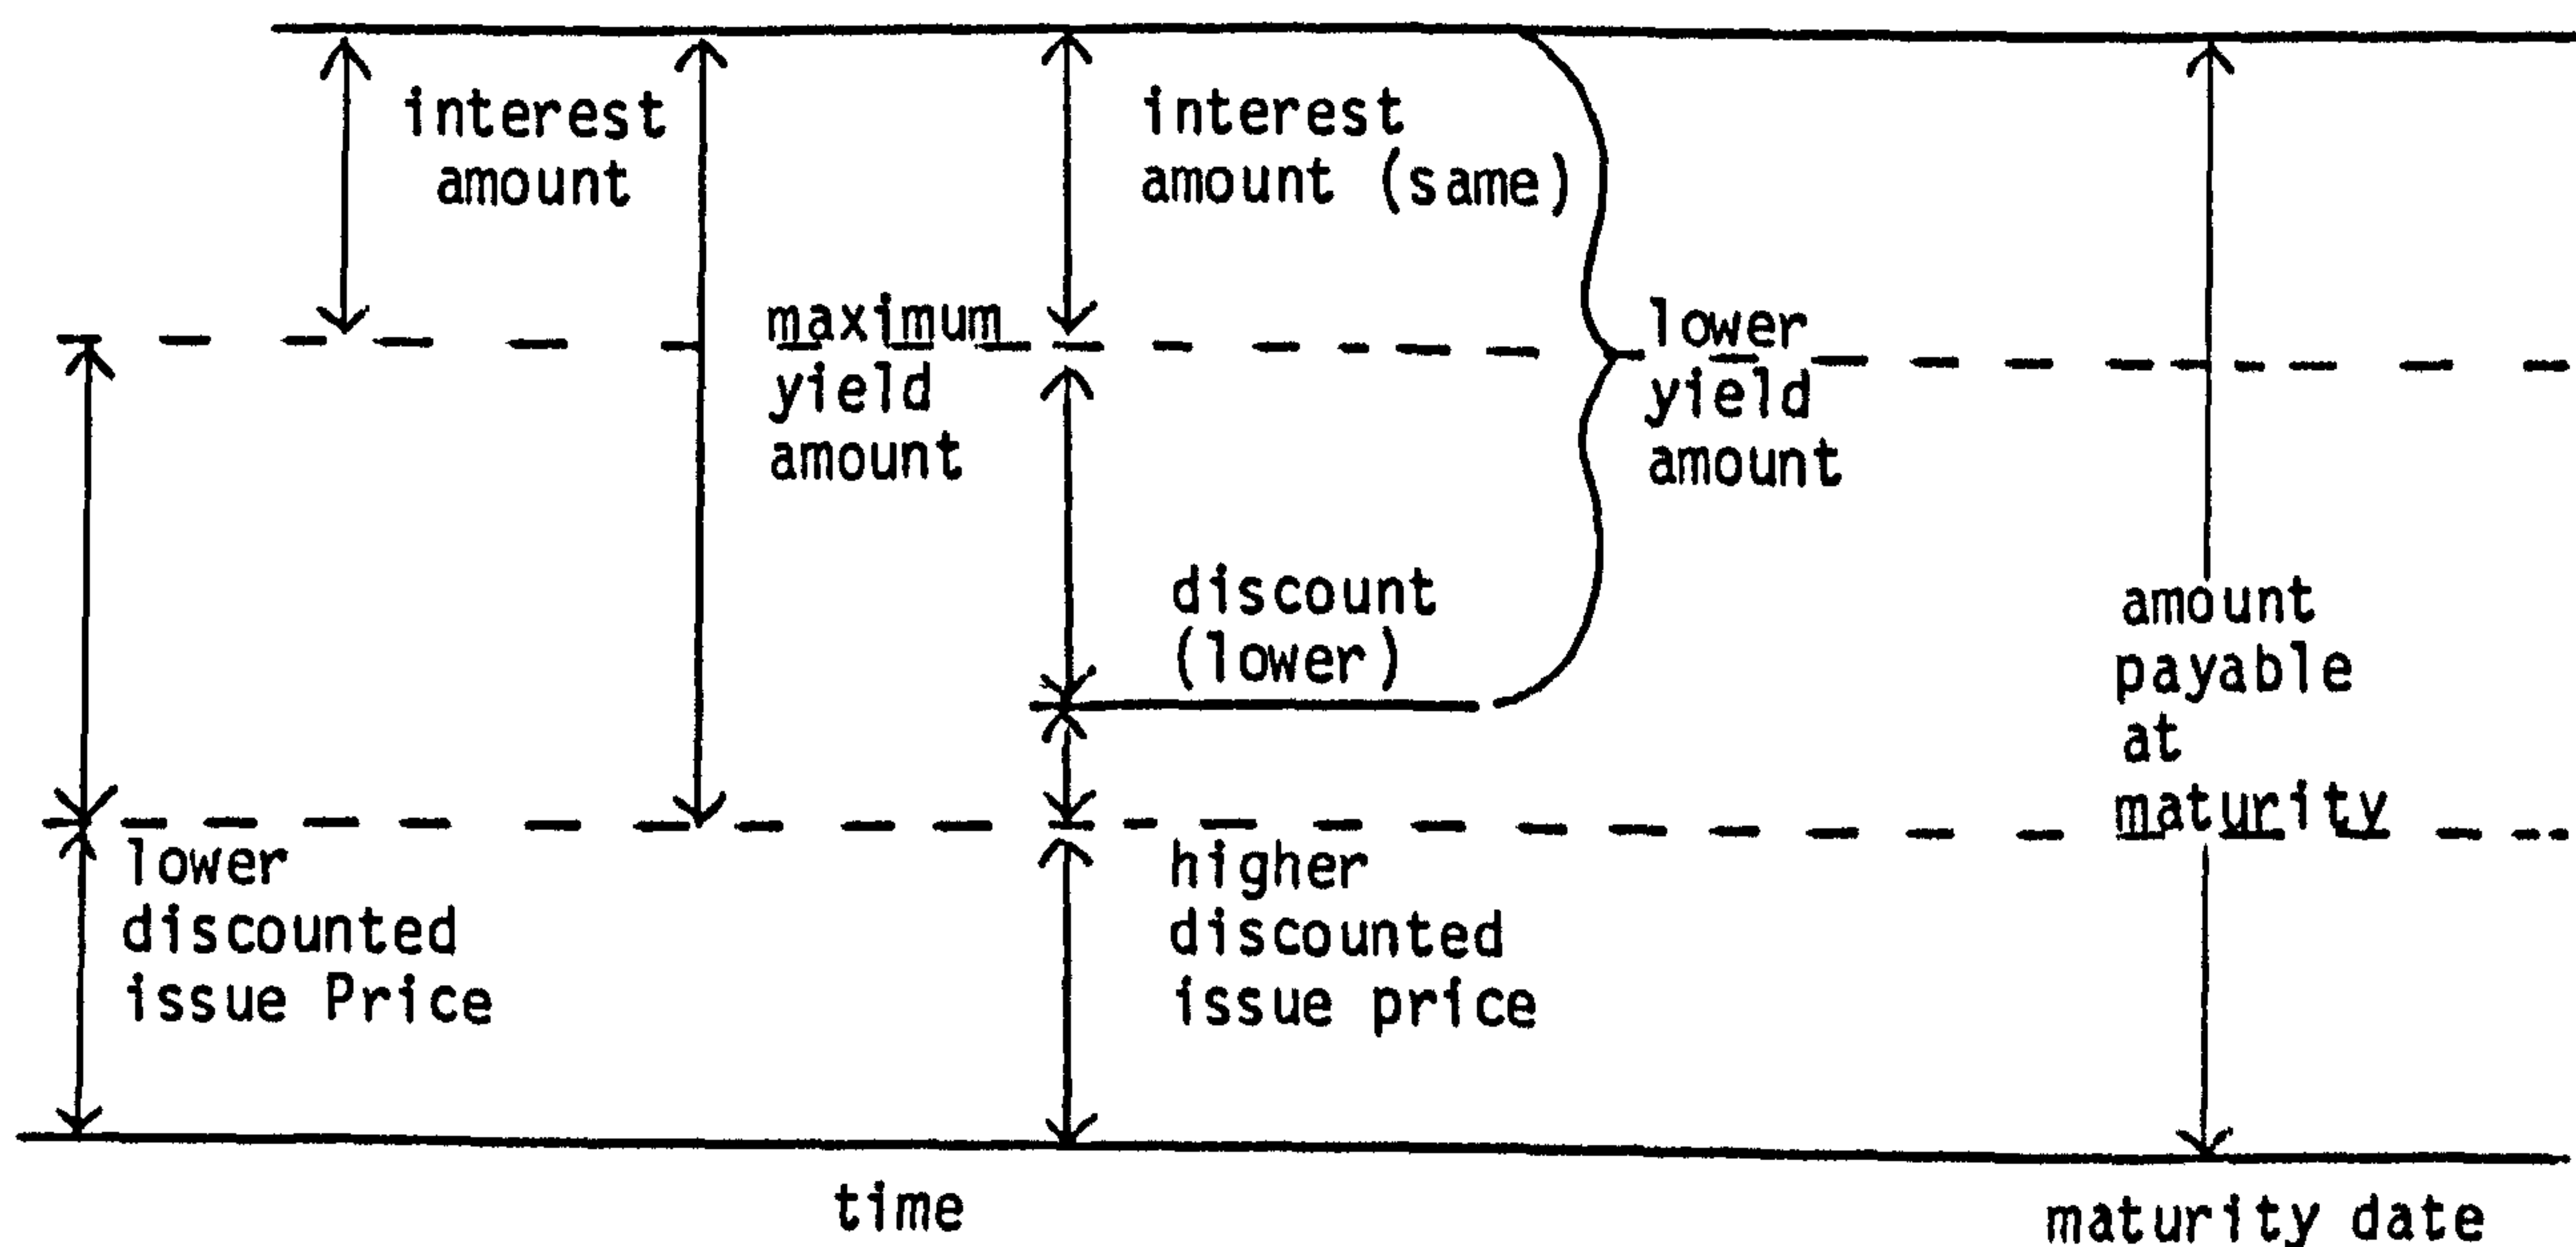 interest
amount
interest
amount (same)
maximum
yield
amount
lower
yield
amount
discount
(lower)
amount
payable
at
maturity
lower
discounted
issue Price
higher
discounted
issue price
time
maturity date